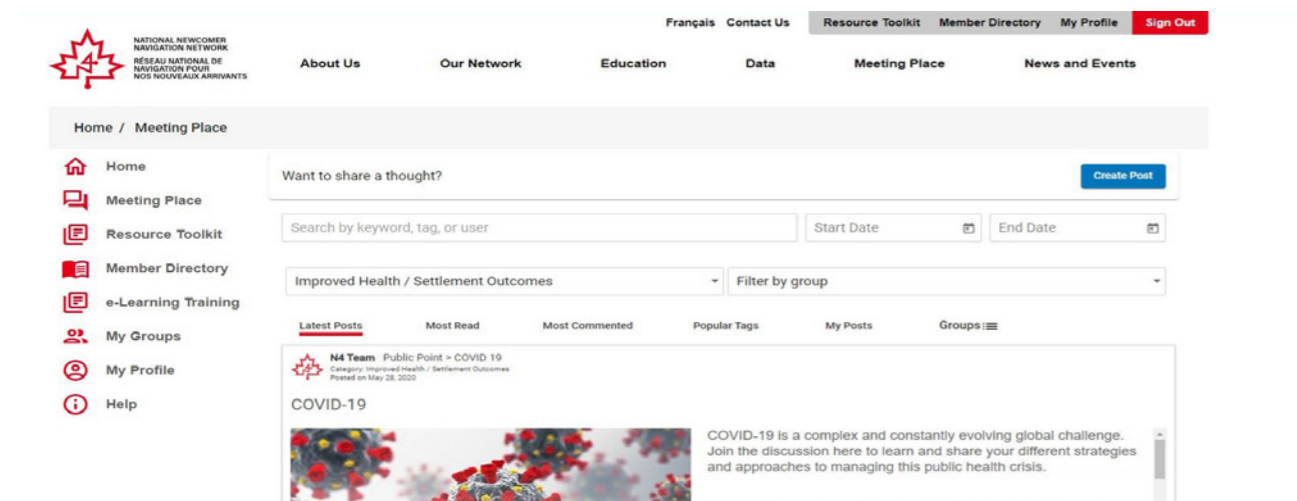 Français Contact Us Resource Toolkit Member Directory My Profile Sign Out
NATIONAL NEWCOMER
NAVIGATION NETWORK
RÉSEAU NATIONAL DE
NAVIGATION POUR
NOS NOUVEAUX ARRIVANTS
N4
About Us Our Network Education Data Meeting Place News and Events
Home / Meeting Place
Home
Meeting Place
Resource Toolkit
Member Directory
e-Learning Training
My Groups
My Profile
Help
Want to share a thought? Create Post
Search by keyword, tag, or user Start Date End Date
Improved Health / Settlement Outcomes Filter by group
Latest Posts Most Read Most Commented Popular Tags My Posts Groups
N4 Team Public Point > COVID 19
Category: Improved Health / Settlement Outcomes
Posted on May 28, 2020
COVID-19
COVID-19 is a complex and constantly evolving global challenge.
Join the discussion here to learn and share your different strategies
and approaches to managing this public health crisis.